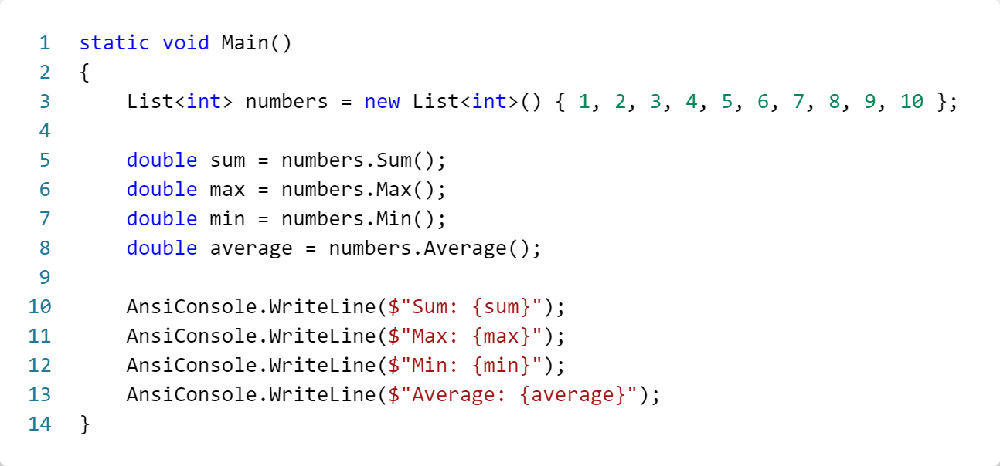 1 static void Main()
2 {
3     List<int> numbers = new List<int>() { 1, 2, 3, 4, 5, 6, 7, 8, 9, 10 };
4
5     double sum = numbers.Sum();
6     double max = numbers.Max();
7     double min = numbers.Min();
8     double average = numbers.Average();
9
10     AnsiConsole.WriteLine($"Sum: {sum}");
11     AnsiConsole.WriteLine($"Max: {max}");
12     AnsiConsole.WriteLine($"Min: {min}");
13     AnsiConsole.WriteLine($"Average: {average}");
14 }